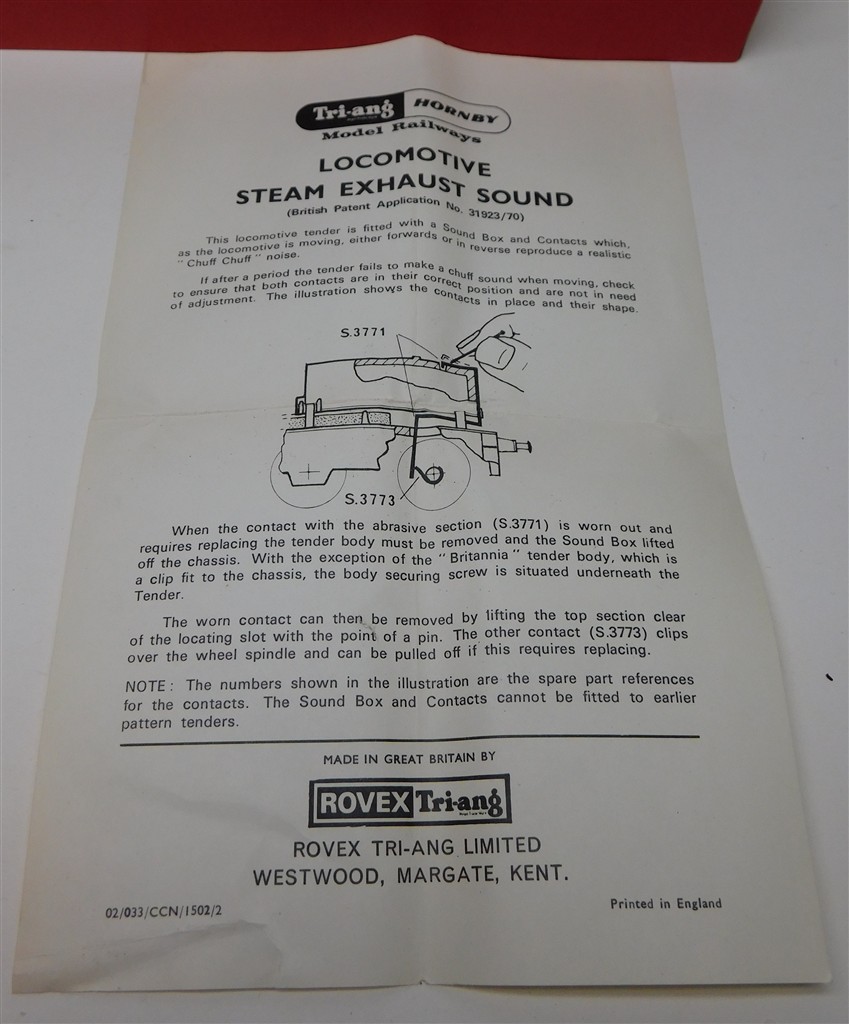 Tri-ang HORNBY
Model Railways
LOCOMOTIVE
STEAM EXHAUST SOUND
(British Patent Application No. 31923/70)
This locomotive tender is fitted with a Sound Box and Contacts which,
as the locomotive is moving, either forwards or in reverse reproduce a realistic
"Chuff Chuff" noise.
If after a period the tender fails to make a chuff sound when moving, check
to ensure that both contacts are in their correct position and are not in need
of adjustment. The illustration shows the contacts in place and their shape.
S.3771
S.3773
When the contact with the abrasive section (S.3771) is worn out and
requires replacing the tender body must be removed and the Sound Box lifted
off the chassis. With the exception of the "Britannia" tender body, which is
a clip fit to the chassis, the body securing screw is situated underneath the
Tender.
The worn contact can then be removed by lifting the top section clear
of the locating slot with the point of a pin. The other contact (S.3773) clips
over the wheel spindle and can be pulled off if this requires replacing.
NOTE: The numbers shown in the illustration are the spare part references
for the contacts. The Sound Box and Contacts cannot be fitted to earlier
pattern tenders.
MADE IN GREAT BRITAIN BY
ROVEX Tri-ang
ROVEX TRI-ANG LIMITED
WESTWOOD, MARGATE, KENT.
02/033/CCN/1502/2
Printed in England